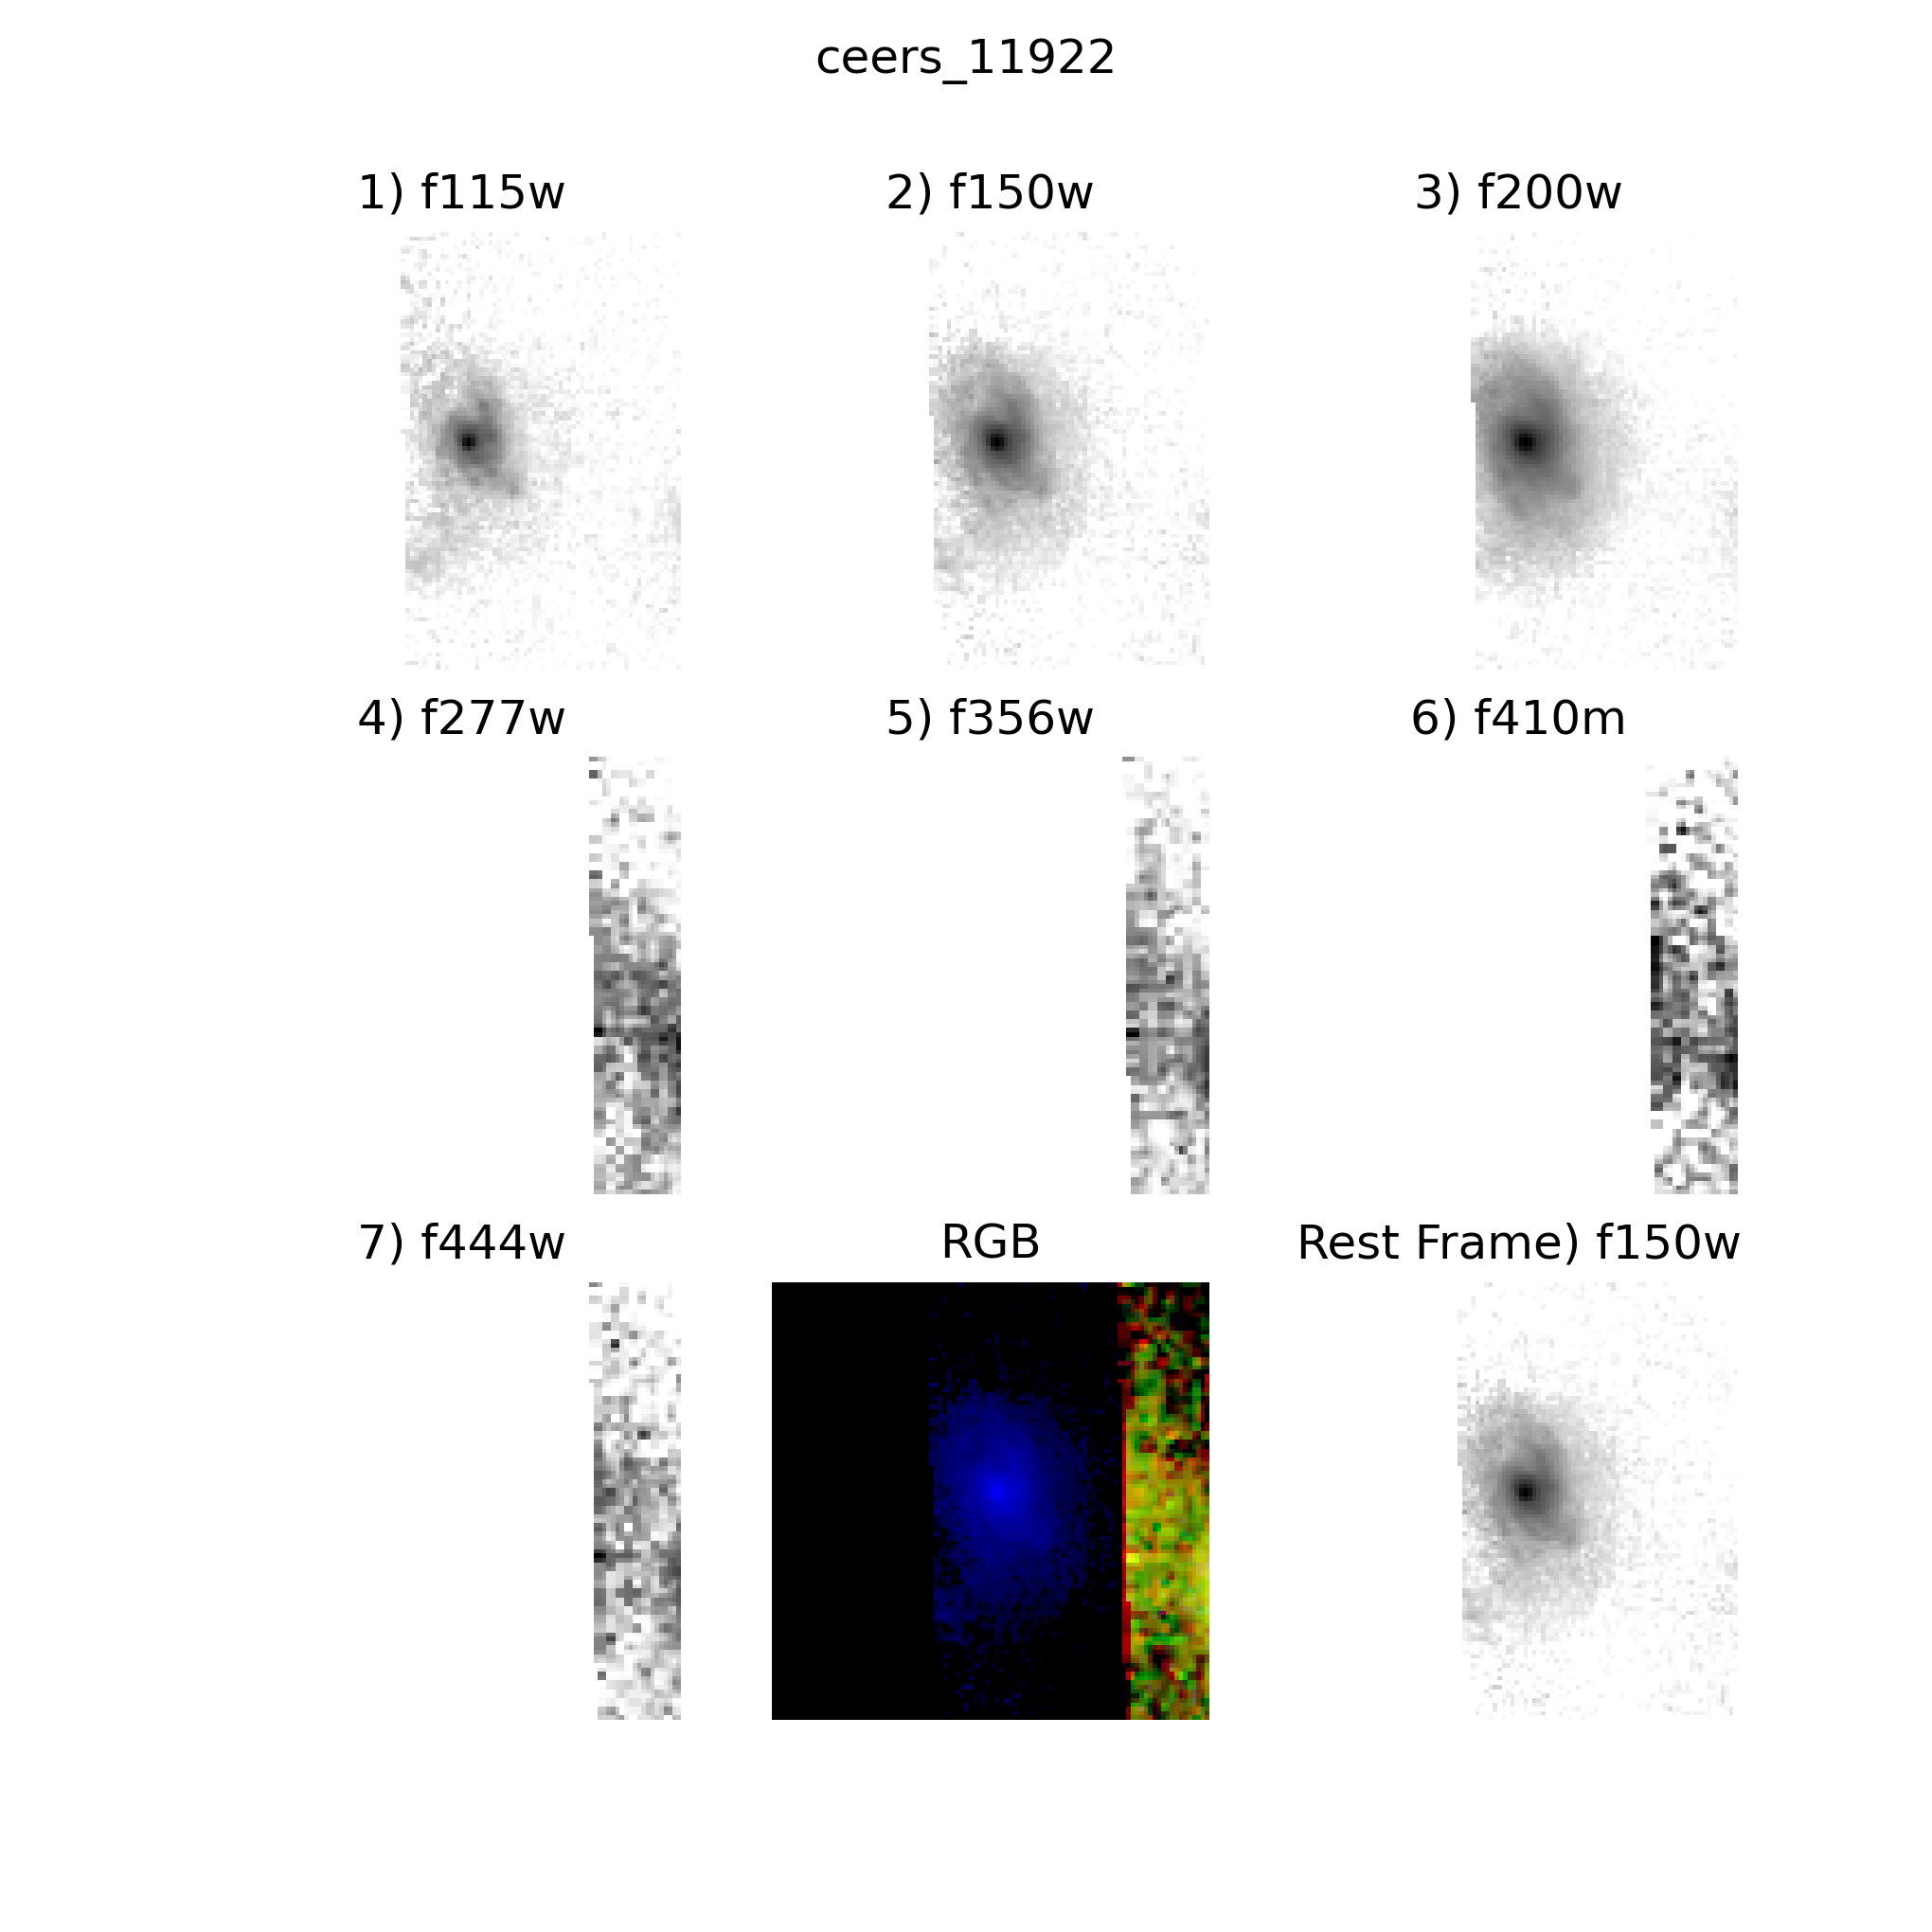 ceers_11922
1) f115w
2) f150w
3) f200w
4) f277w
5) f356w
6) f410m
7) f444w
RGB
Rest Frame) f150w